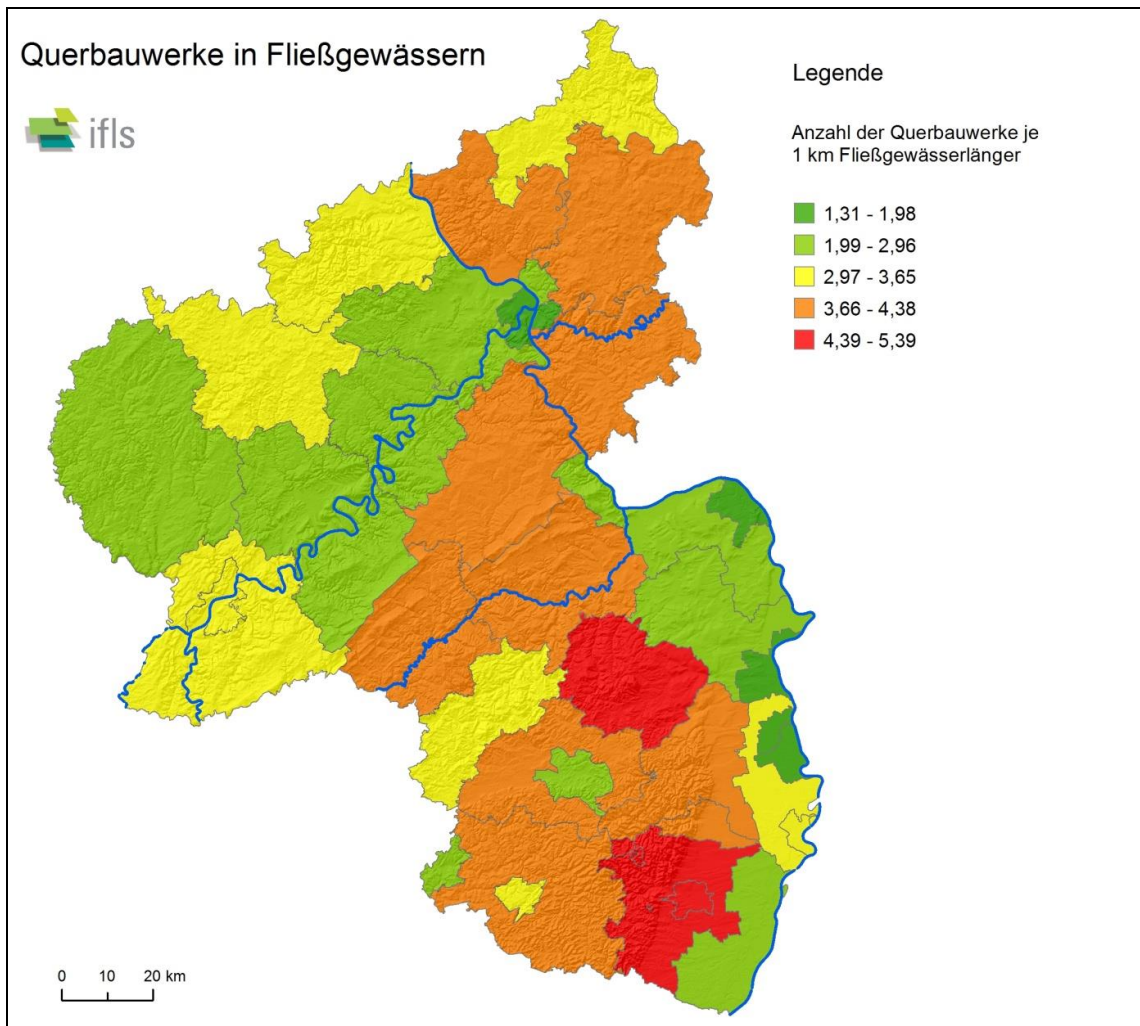 Querbauwerke in Fließgewässern
ifls
Legende
Anzahl der Querbauwerke je
1 km Fließgewässerlänger
1,31 - 1,98
1,99 - 2,96
2,97 - 3,65
3,66 - 4,38
4,39 - 5,39
0 10 20 km